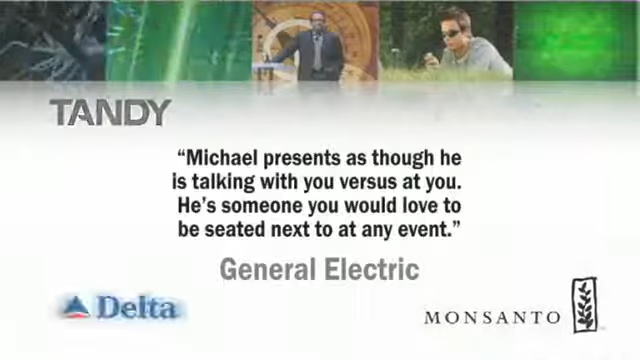 TANDY
“Michael presents as though he
is talking with you versus at you.
He’s someone you would love to
be seated next to at any event.”
General Electric
Delta
MONSANTO